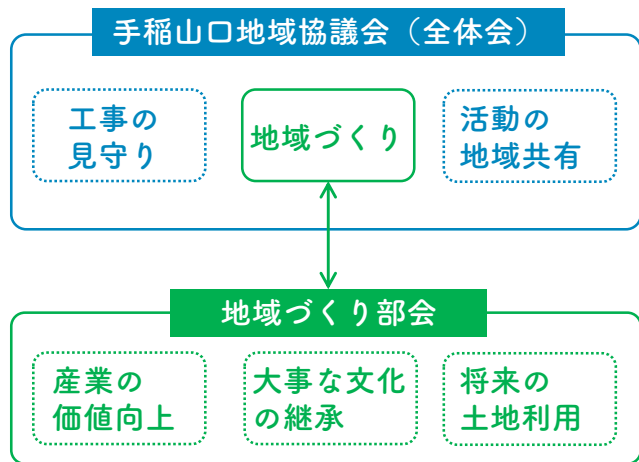 手稲山口地域協議会（全体会）
工事の
見守り
地域づくり
活動の
地域共有
地域づくり部会
産業の
価値向上
大事な文化
の継承
将来の
土地利用